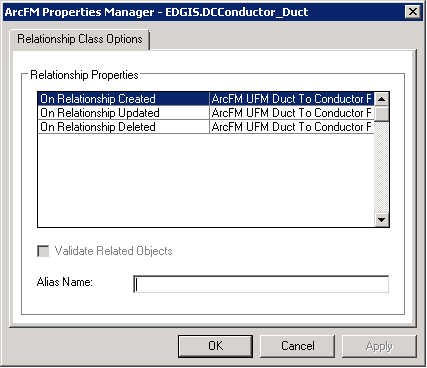 ArcFM Properties Manager - EDGIS.DCConductor_Duct
Relationship Class Options
Relationship Properties
On Relationship Created ArcFM UFM Duct To Conductor F
On Relationship Updated ArcFM UFM Duct To Conductor F
On Relationship Deleted ArcFM UFM Duct To Conductor F
Validate Related Objects
Alias Name:
OK Cancel Apply